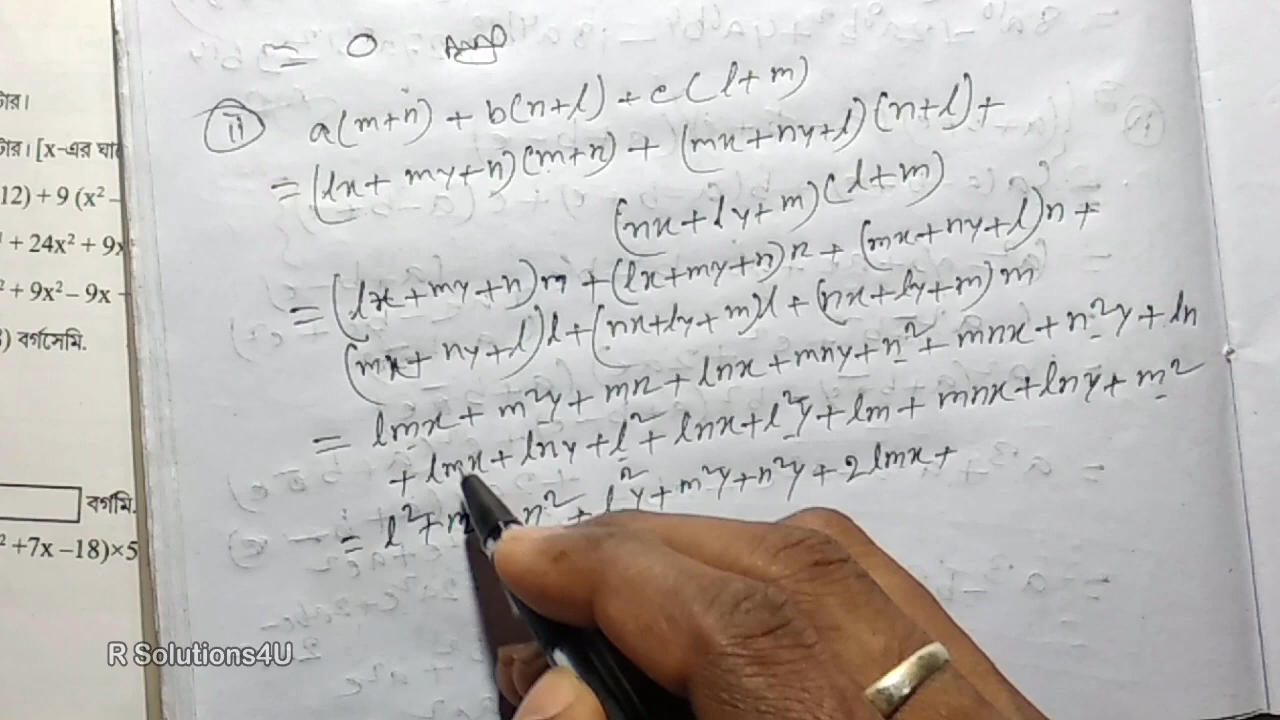 = 0 Ans
(ii) a(m+n) + b(n+l) + c(l+m)
= (lx + my+n)(m+n) + (mx+ny+l)(n+l) +
(nx+ly+m)(l+m)
= (lx+my+n)m + (lx+my+n)n + (mx+ny+l)n +
(mx+ny+l)l + (nx+ly+m)l + (nx+ly+m)m
= lmx + m²y + mn + lnx + mny + n² + mnx + n²y + ln
+ lmx + lny + l² + lnx + l²y + lm + mnx + lny + m²
= l² + m² + n² + l²y + m²y + n²y + 2lmx +
টার।
টার। [x-এর ঘাত
12) + 9 (x² –
+ 24x² + 9x
² + 9x² – 9x +
) বর্গসেমি.
বর্গমি.
² +7x –18)×5
R Solutions4U